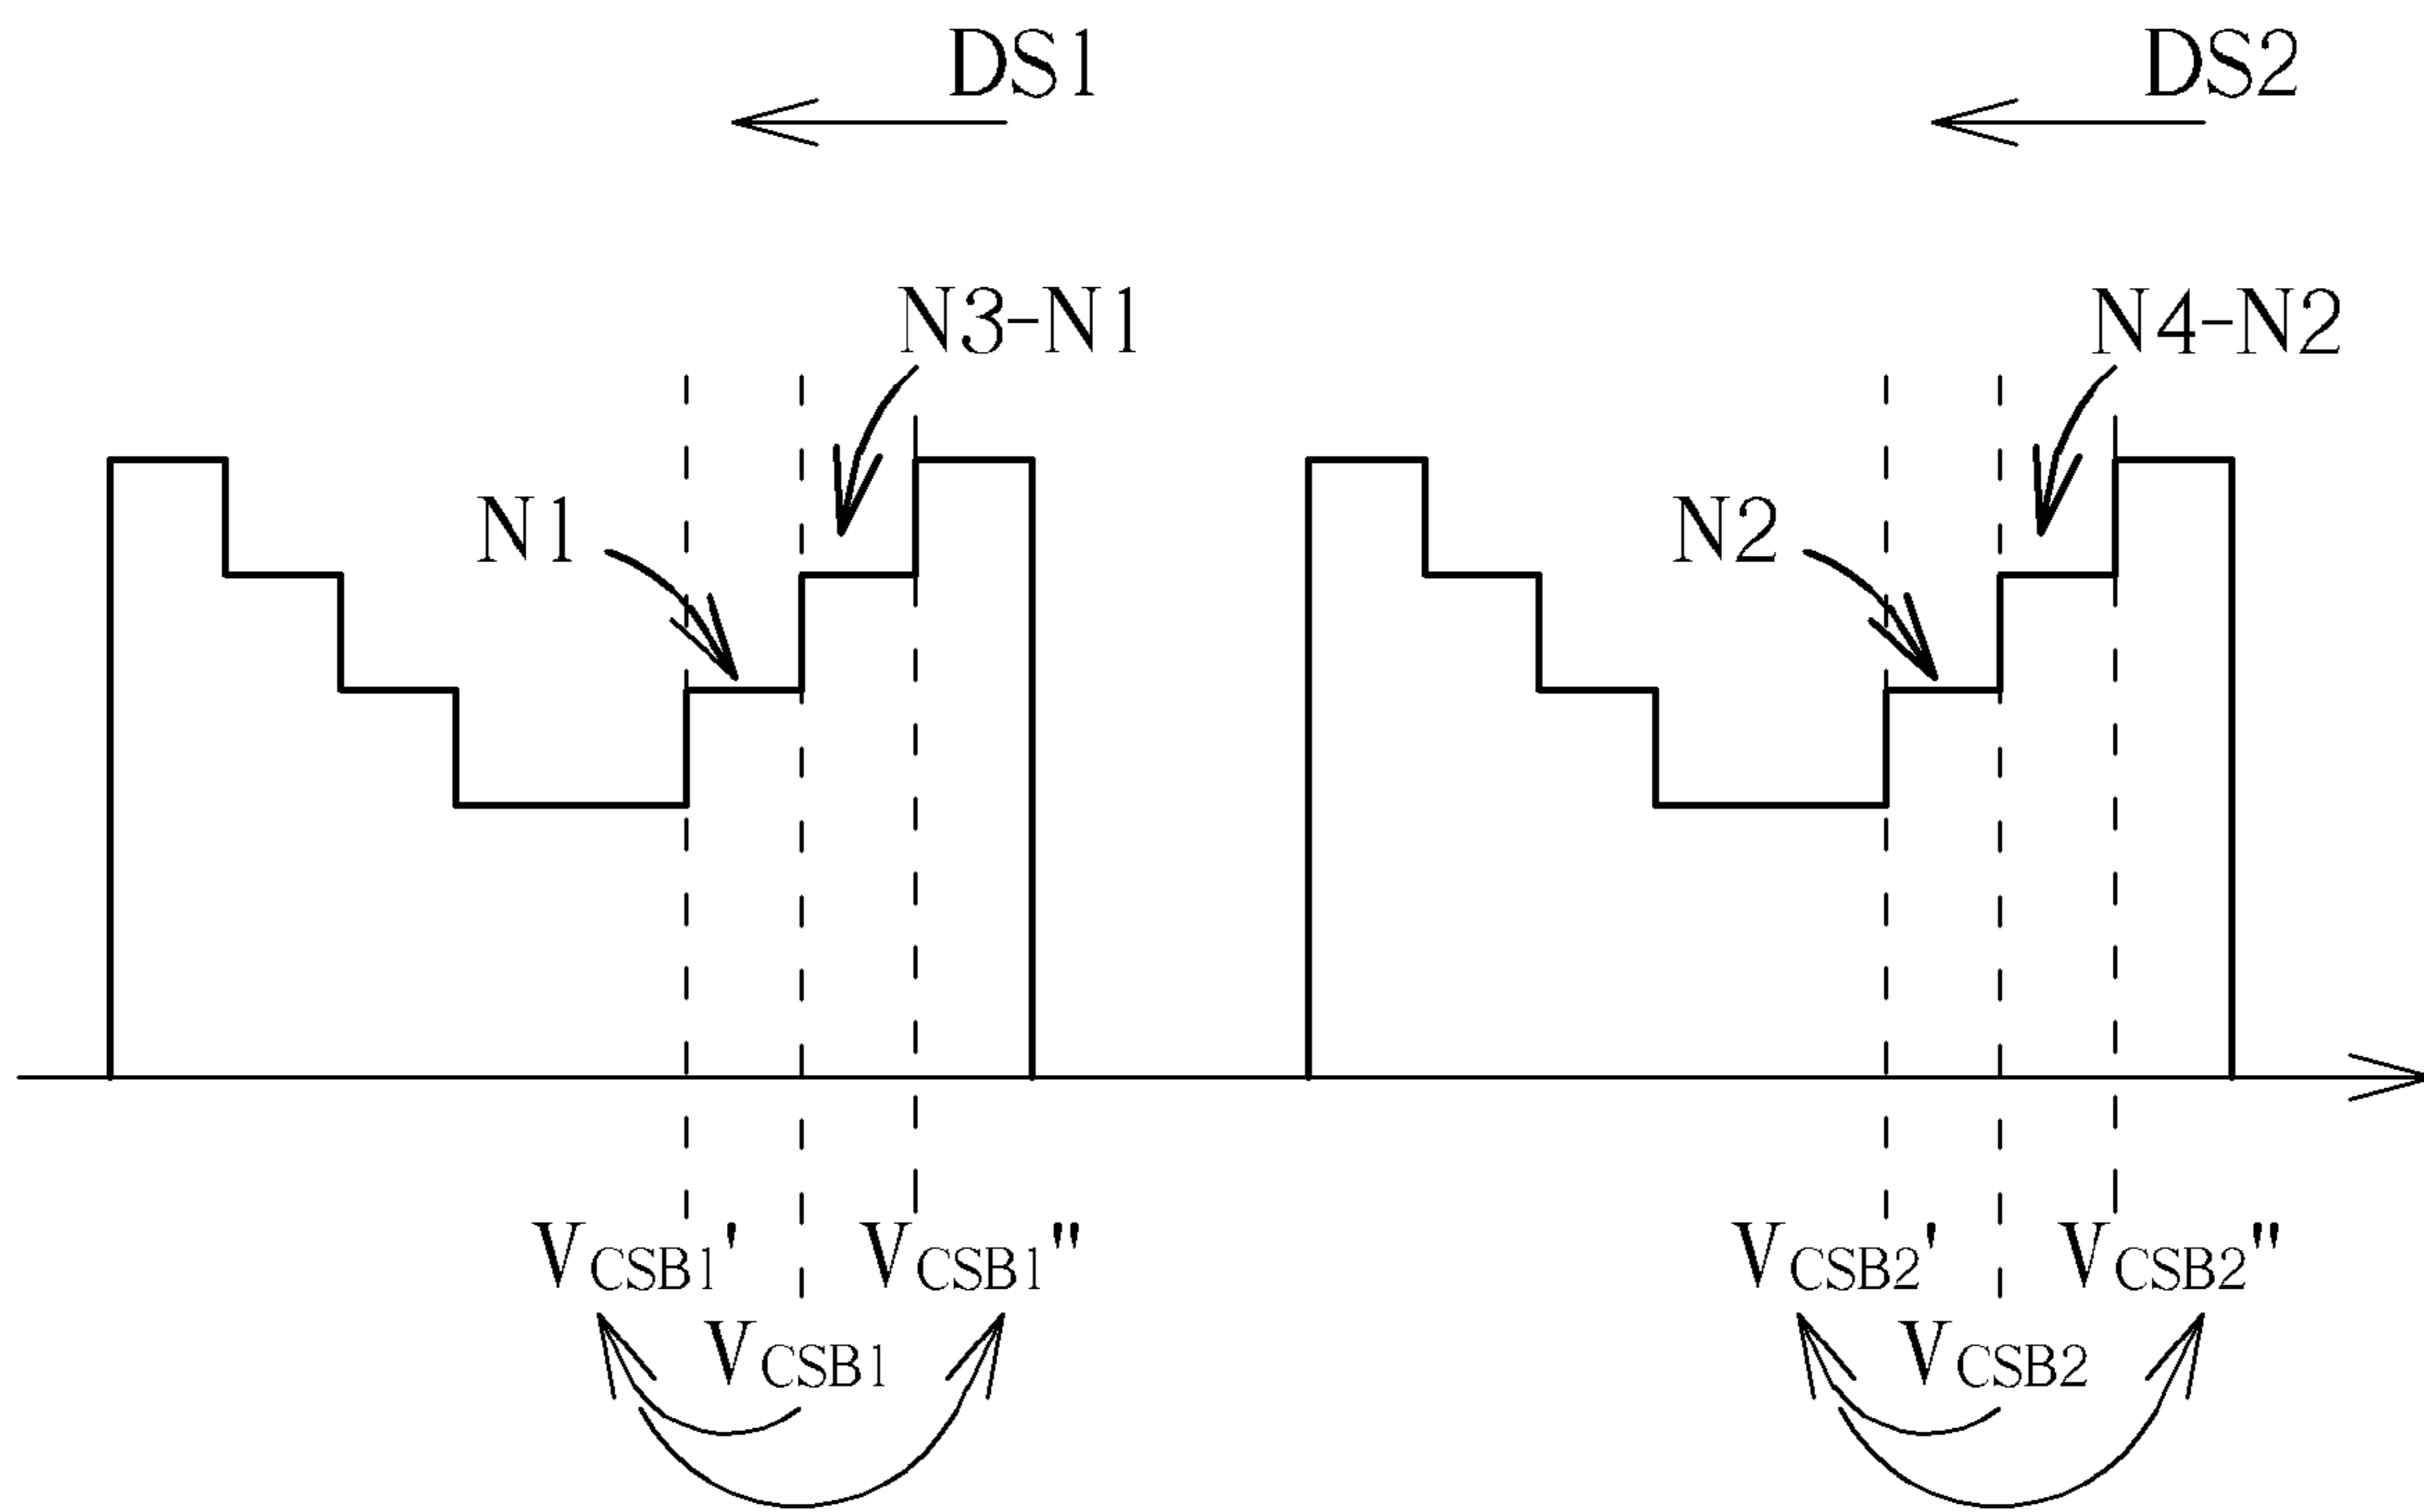 DS1 DS2
N3-N1 N4-N2
N1 N2
VCSB1' VCSB1" VCSB2' VCSB2"
VCSB1 VCSB2